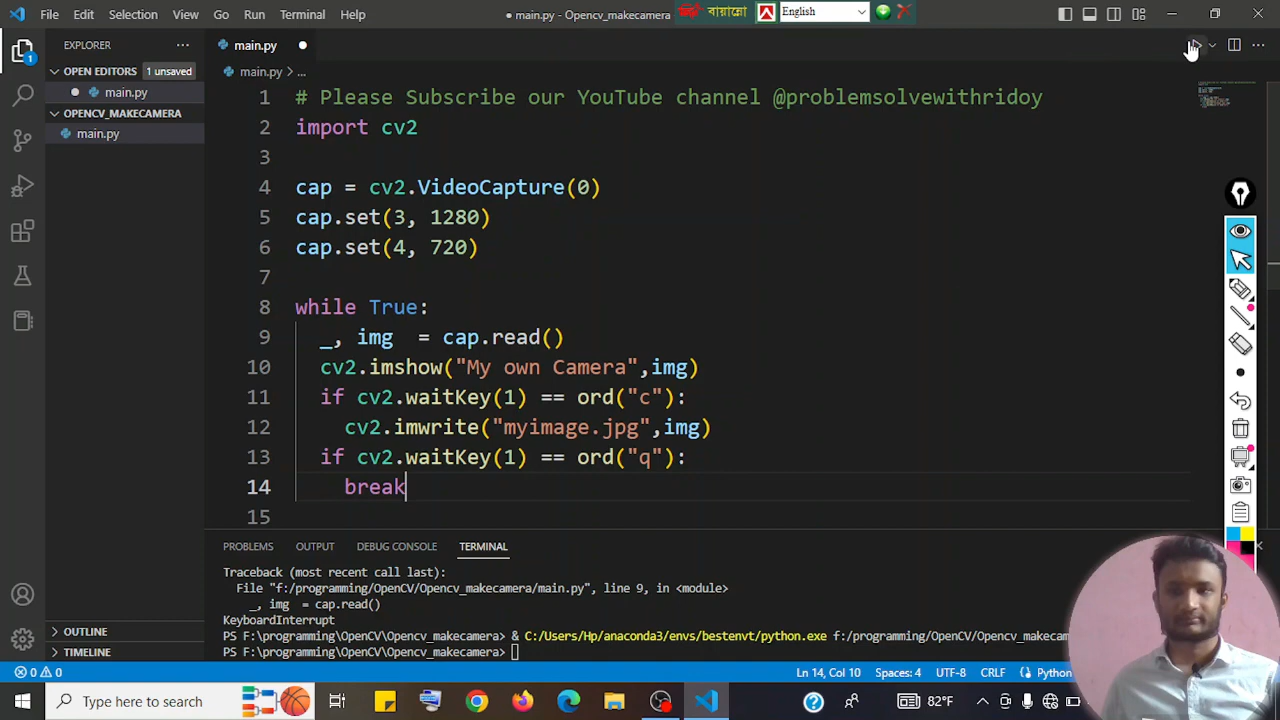 File Edit Selection View Go Run Terminal Help
● main.py - Opencv_makecamera
বায়ান্নো
English
EXPLORER
main.py
OPEN EDITORS 1 unsaved
main.py > ...
main.py
OPENCV_MAKECAMERA
main.py
1 # Please Subscribe our YouTube channel @problemsolvewithridoy
2 import cv2
3
4 cap = cv2.VideoCapture(0)
5 cap.set(3, 1280)
6 cap.set(4, 720)
7
8 while True:
9 _, img = cap.read()
10 cv2.imshow("My own Camera",img)
11 if cv2.waitKey(1) == ord("c"):
12 cv2.imwrite("myimage.jpg",img)
13 if cv2.waitKey(1) == ord("q"):
14 break
15
PROBLEMS OUTPUT DEBUG CONSOLE TERMINAL
Traceback (most recent call last):
File "f:/programming/OpenCV/Opencv_makecamera/main.py", line 9, in <module>
_, img = cap.read()
KeyboardInterrupt
PS F:\programming\OpenCV\Opencv_makecamera> & C:/Users/Hp/anaconda3/envs/bestenvt/python.exe f:/programming/OpenCV/Opencv_makecam
PS F:\programming\OpenCV\Opencv_makecamera>
OUTLINE
TIMELINE
0 0
Ln 14, Col 10 Spaces: 4 UTF-8 CRLF Python
Type here to search
82°F